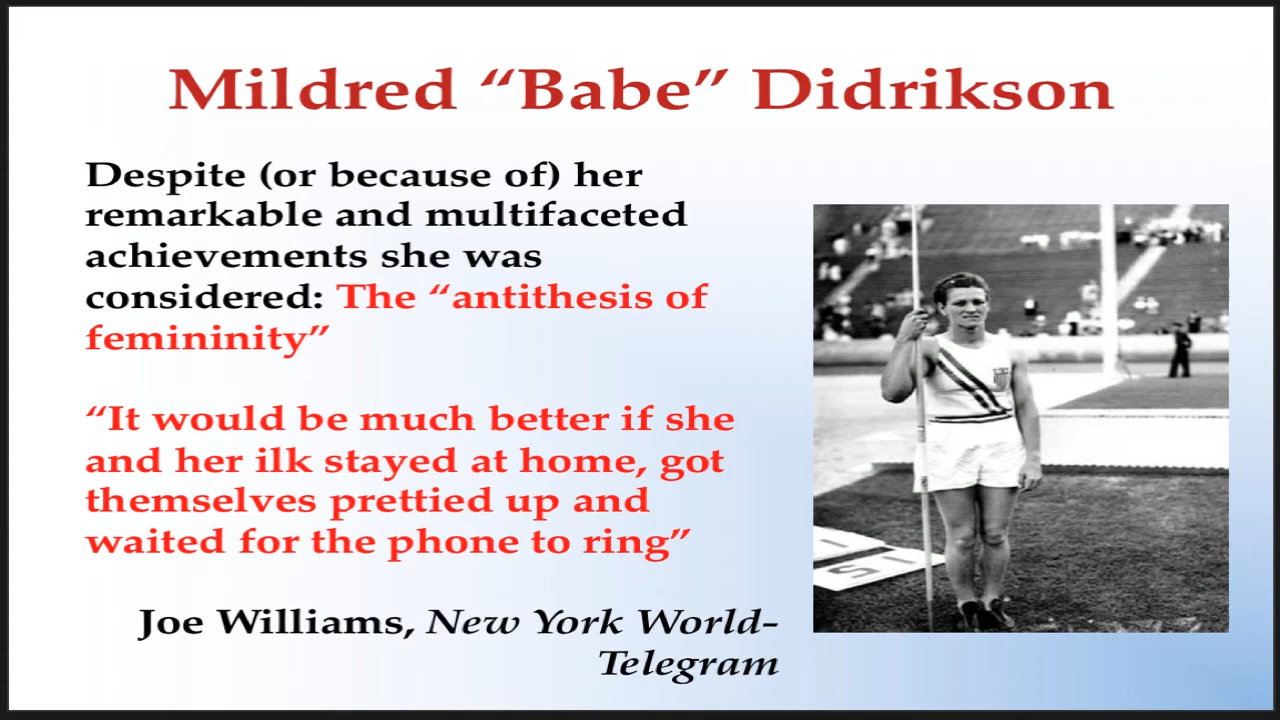 Mildred “Babe” Didrikson
Despite (or because of) her
remarkable and multifaceted
achievements she was
considered: The “antithesis of
femininity”
“It would be much better if she
and her ilk stayed at home, got
themselves prettied up and
waited for the phone to ring”
Joe Williams, New York World-
Telegram